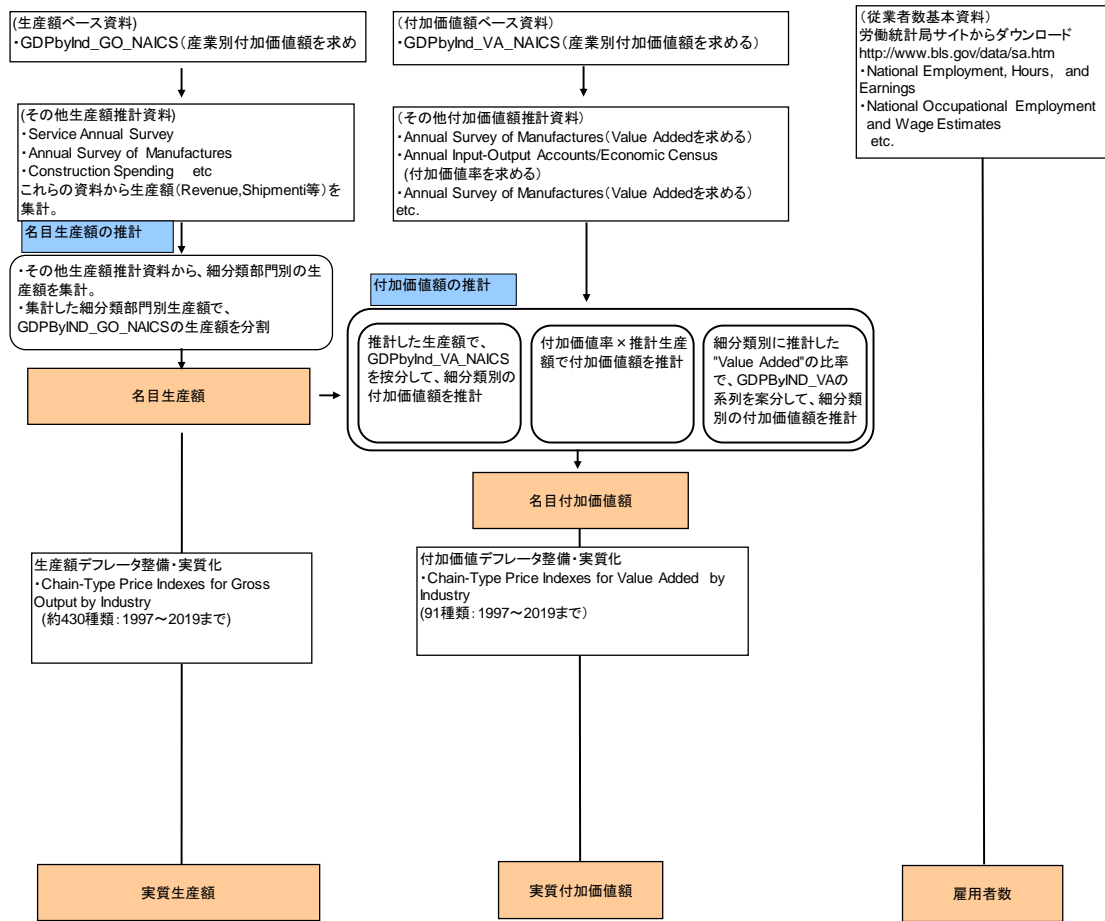 (生産額ベース資料)
・GDPbyInd_GO_NAICS(産業別付加価値額を求め
(その他生産額推計資料)
・Service Annual Survey
・Annual Survey of Manufactures
・Construction Spending etc
これらの資料から生産額(Revenue,Shipmenti等)を
集計。
名目生産額の推計
・その他生産額推計資料から、細分類部門別の生
産額を集計。
・集計した細分類部門別生産額で、
GDPByIND_GO_NAICSの生産額を分割
名目生産額
生産額デフレータ整備・実質化
・Chain-Type Price Indexes for Gross
Output by Industry
(約430種類:1997～2019まで)
実質生産額
(付加価値額ベース資料)
・GDPbyInd_VA_NAICS(産業別付加価値額を求める)
(その他付加価値額推計資料)
・Annual Survey of Manufactures(Value Addedを求める)
・Annual Input-Output Accounts/Economic Census
(付加価値率を求める)
・Annual Survey of Manufactures(Value Addedを求める)
etc.
付加価値額の推計
推計した生産額で、
GDPbyInd_VA_NAICS
を按分して、細分類別の
付加価値額を推計
付加価値率×推計生産
額で付加価値額を推計
細分類別に推計した
"Value Added"の比率
で、GDPByIND_VAの
系列を案分して、細分類
別の付加価値額を推計
名目付加価値額
付加価値デフレータ整備・実質化
・Chain-Type Price Indexes for Value Added by
Industry
(91種類:1997～2019まで)
実質付加価値額
(従業者数基本資料)
労働統計局サイトからダウンロード
http://www.bls.gov/data/sa.htm
・National Employment, Hours, and
Earnings
・National Occupational Employment
and Wage Estimates
etc.
雇用者数